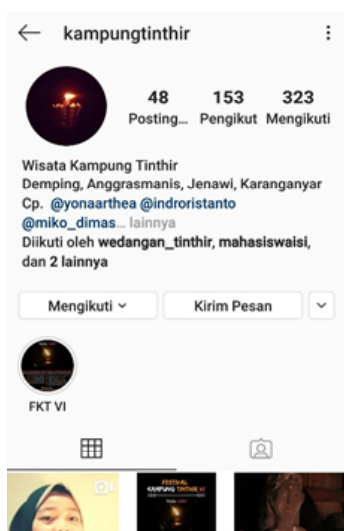 kampungtinthir
48 153 323
Posting... Pengikut Mengikuti
Wisata Kampung Tinthir
Demping, Anggrasmanis, Jenawi, Karanganyar
Cp. @yonaarthea @indroristanto
@miko_dimas... lainnya
Diikuti oleh wedangan_tinthir, mahasiswaisi,
dan 2 lainnya
Mengikuti
Kirim Pesan
FKT VI
FESTIVAL
KAMPUNG TINTHIR VI